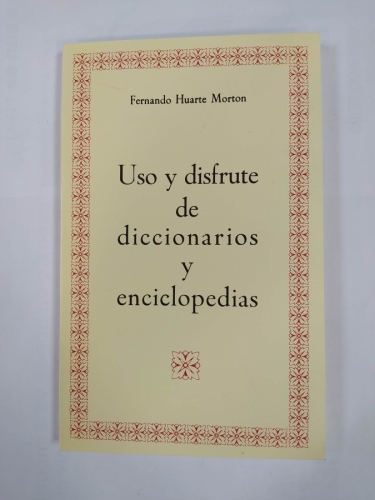 Fernando Huarte Morton
Uso y disfrute
de
diccionarios
y
enciclopedias